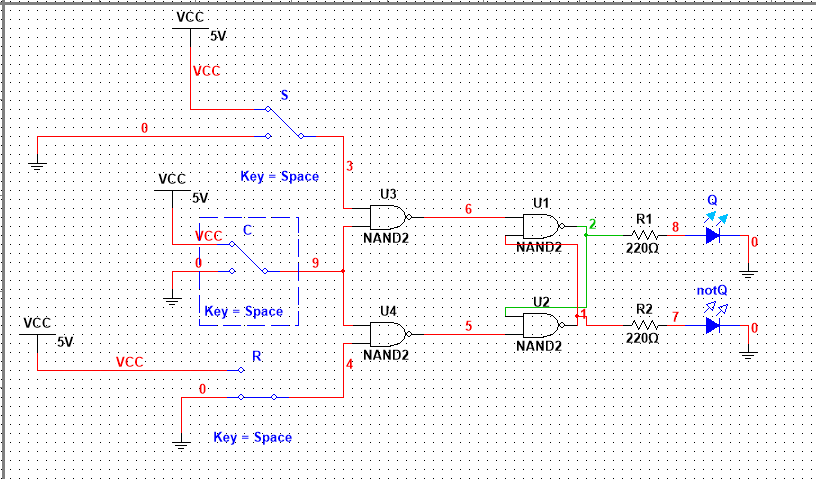 VCC
5V
VCC
S
0
3
Key = Space
VCC
5V
U3
6
U1
Q
NAND2
2
R1
8
C
VCC
NAND2
220Ω
0
0
9
Key = Space
U4
U2
notQ
1
R2
7
VCC
5V
5
NAND2
NAND2
220Ω
0
R
VCC
4
0
Key = Space